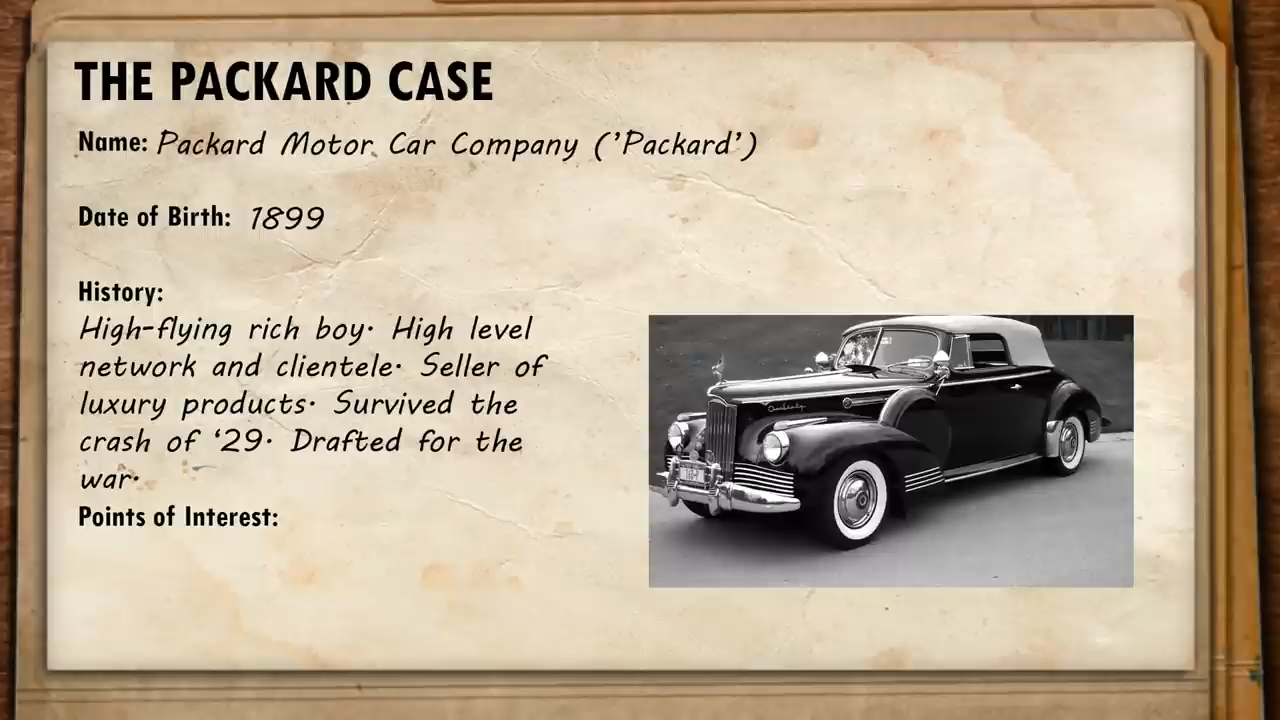 THE PACKARD CASE
Name: Packard Motor Car Company ('Packard')
Date of Birth: 1899
History:
High-flying rich boy. High level
network and clientele. Seller of
luxury products. Survived the
crash of '29. Drafted for the
war.
Points of Interest: